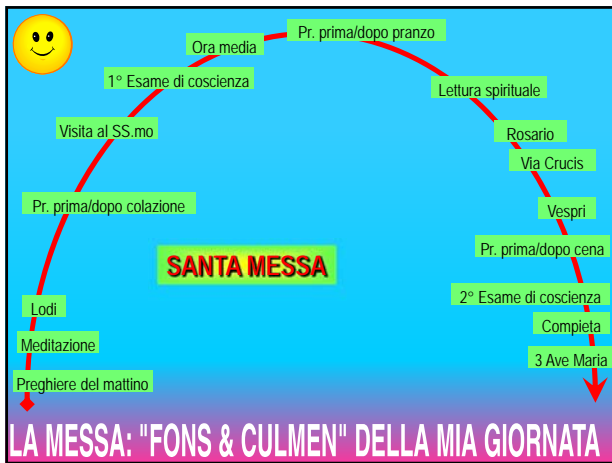 Preghiere del mattino
Meditazione
Lodi
Pr. prima/dopo colazione
Visita al SS.mo
1° Esame di coscienza
Ora media
Pr. prima/dopo pranzo
Lettura spirituale
Rosario
Via Crucis
Vespri
Pr. prima/dopo cena
2° Esame di coscienza
Compieta
3 Ave Maria
SANTA MESSA
LA MESSA: "FONS & CULMEN" DELLA MIA GIORNATA